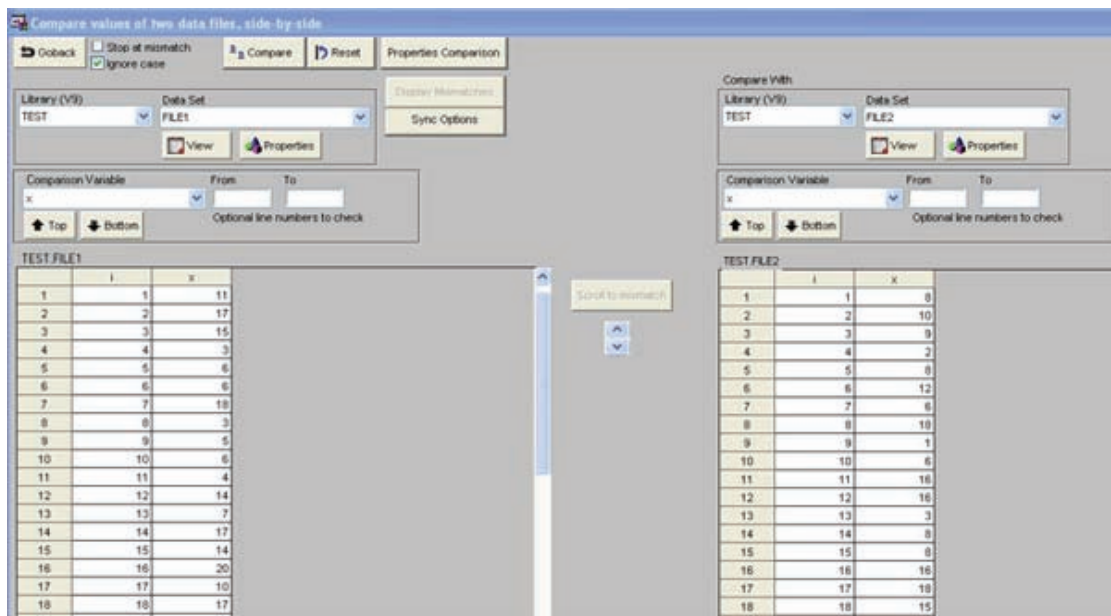 Compare values of two data files, side-by-side
Goback
Stop at mismatch
Ignore case
Compare
Reset
Properties Comparison
Display Mismatches
Sync Options
Library (V9) Data Set
TEST FILE1
View Properties
Comparison Variable From To
x
Top Bottom Optional line numbers to check
Compare With
Library (V9) Data Set
TEST FILE2
View Properties
Comparison Variable From To
x
Top Bottom Optional line numbers to check
TEST.FILE1
i x
1 1 11
2 2 17
3 3 15
4 4 3
5 5 6
6 6 6
7 7 18
8 8 3
9 9 5
10 10 6
11 11 4
12 12 14
13 13 7
14 14 17
15 15 14
16 16 20
17 17 10
18 18 17
Scroll to mismatch
TEST.FILE2
i x
1 1 8
2 2 10
3 3 9
4 4 2
5 5 8
6 6 12
7 7 6
8 8 18
9 9 1
10 10 6
11 11 16
12 12 16
13 13 3
14 14 8
15 15 8
16 16 16
17 17 18
18 18 15